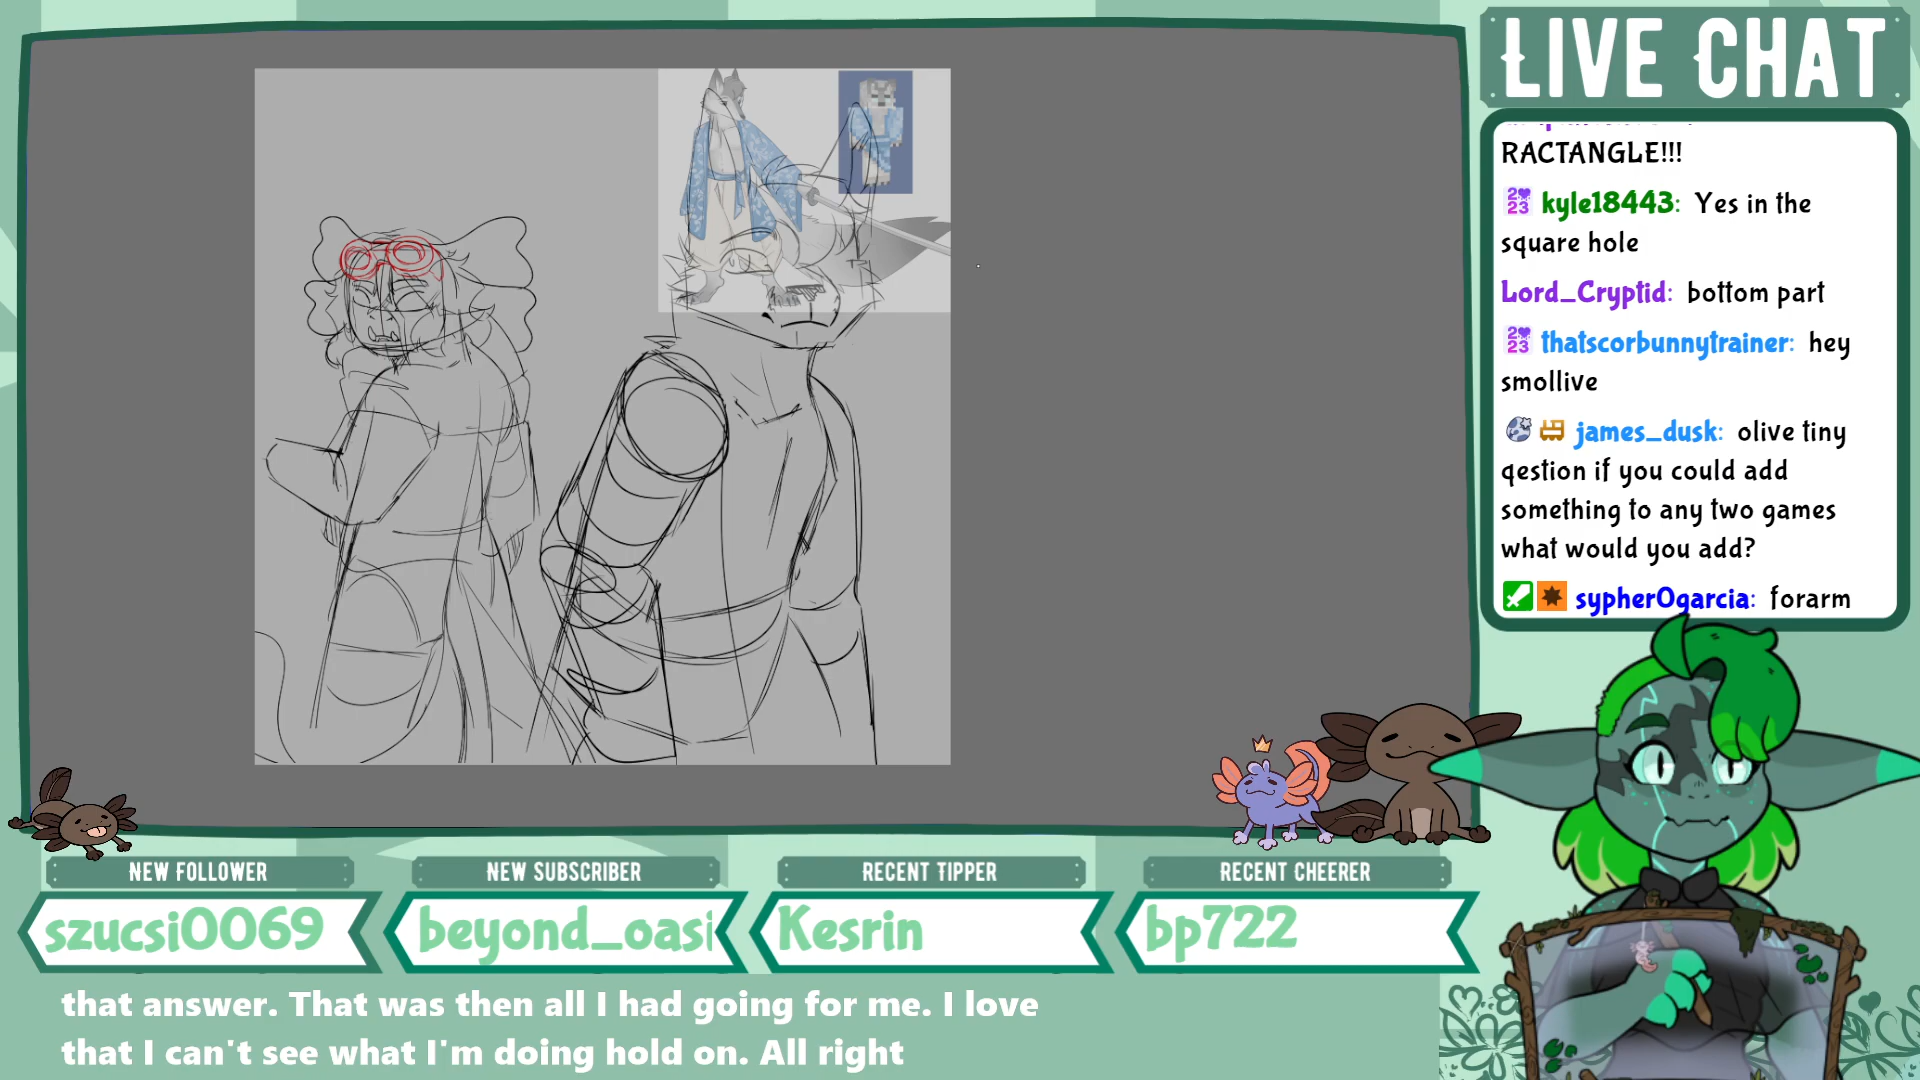 LIVE CHAT
RACTANGLE!!!
kyle18443: Yes in the
square hole
Lord_Cryptid: bottom part
thatscorbunnytrainer: hey
smollive
james_dusk: olive tiny
qestion if you could add
something to any two games
what would you add?
sypher0garcia: forarm
NEW FOLLOWER
szucsi0069
NEW SUBSCRIBER
beyond_oasi
RECENT TIPPER
Kesrin
RECENT CHEERER
bp722
that answer. That was then all I had going for me. I love
that I can't see what I'm doing hold on. All right